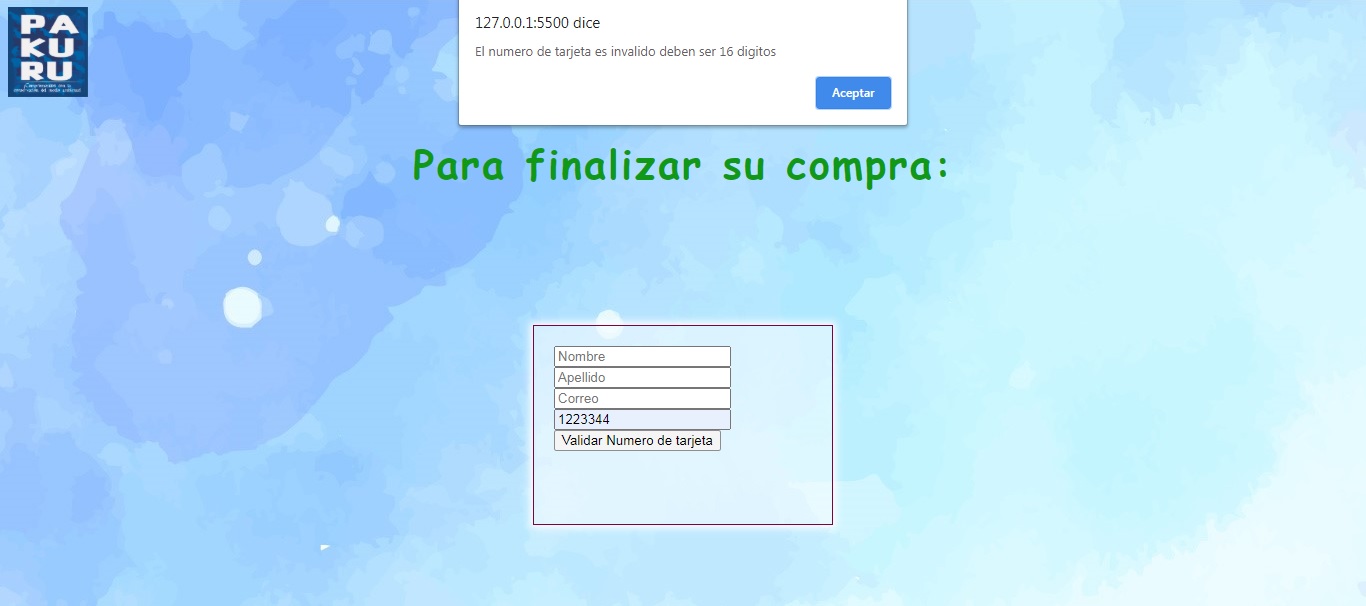 PA
KU
RU
127.0.0.1:5500 dice
El numero de tarjeta es invalido deben ser 16 digitos
Aceptar
Para finalizar su compra:
Nombre
Apellido
Correo
1223344
Validar Numero de tarjeta